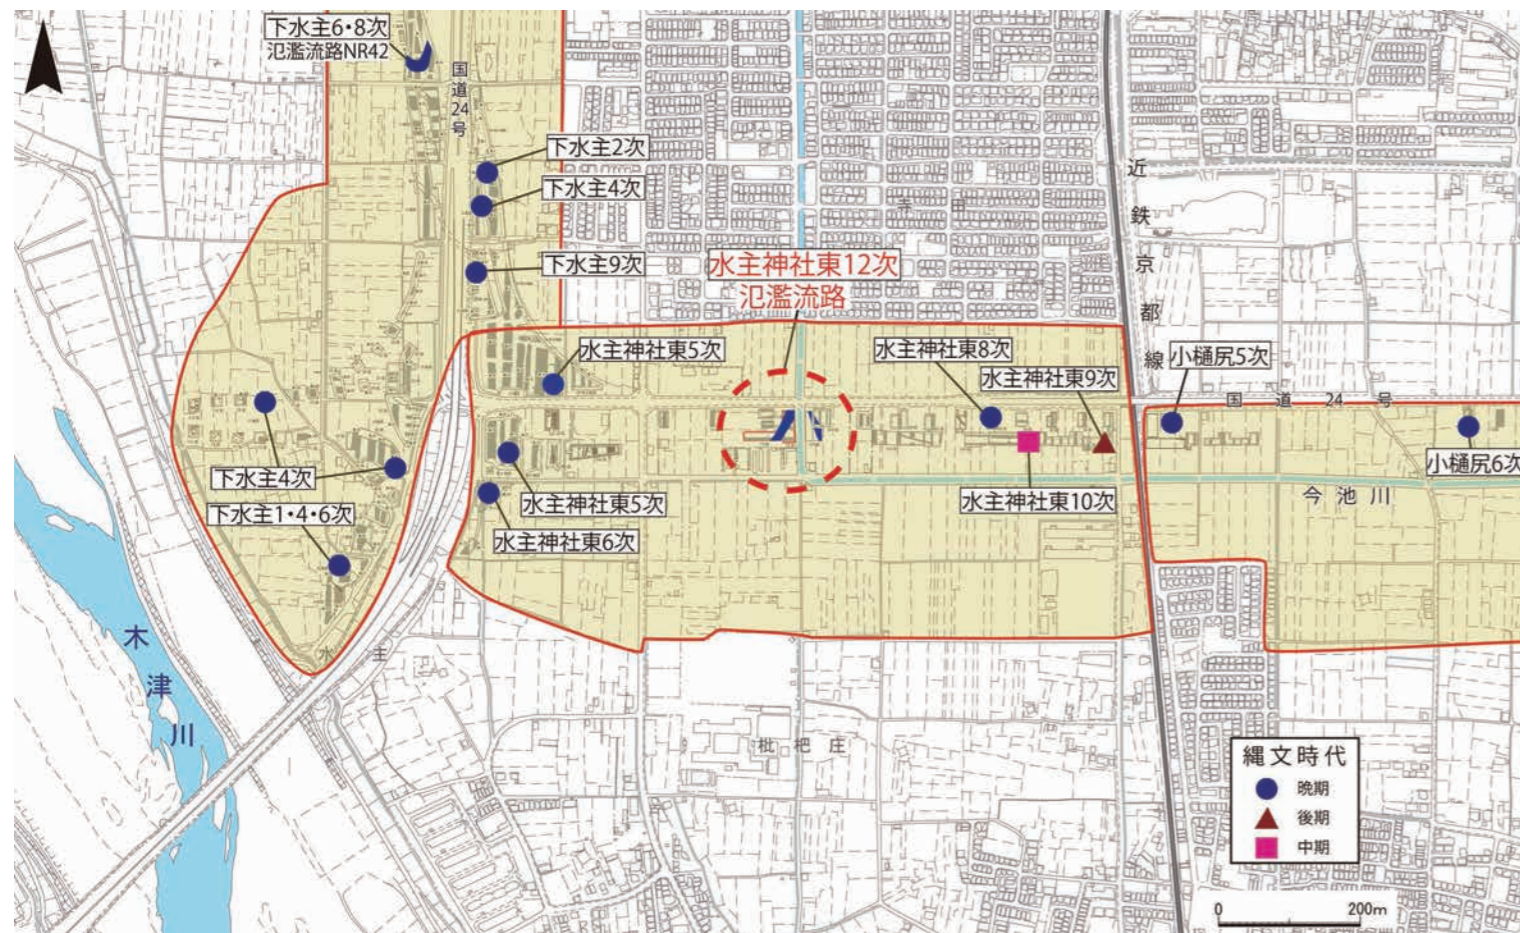 下水主6・8次
氾濫流路NR42
国道24号
下水主2次
下水主4次
下水主9次
寺田
近鉄京都線
水主神社東12次
氾濫流路
水主神社東5次
水主神社東8次
水主神社東9次
小樋尻5次
国道24号
下水主4次
水主神社東5次
水主神社東10次
小樋尻6次
今池川
下水主1・4・6次
水主神社東6次
木津川
水主
枇杷庄
縄文時代
晩期
後期
中期
0 200m